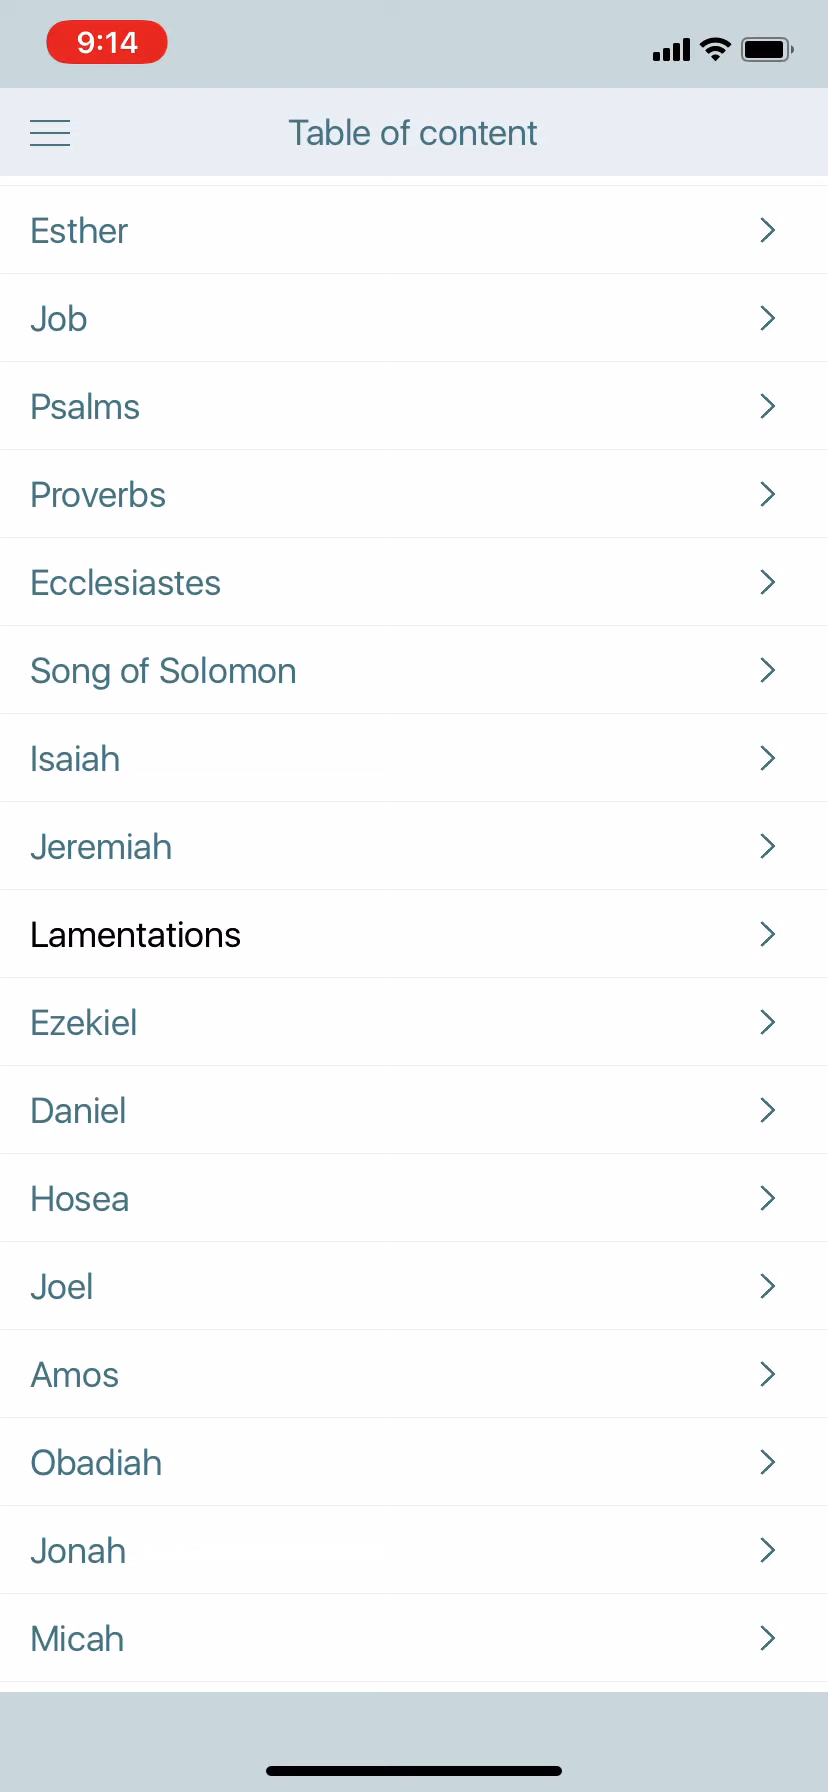 9:14
Table of content
Esther
Job
Psalms
Proverbs
Ecclesiastes
Song of Solomon
Isaiah
Jeremiah
Lamentations
Ezekiel
Daniel
Hosea
Joel
Amos
Obadiah
Jonah
Micah